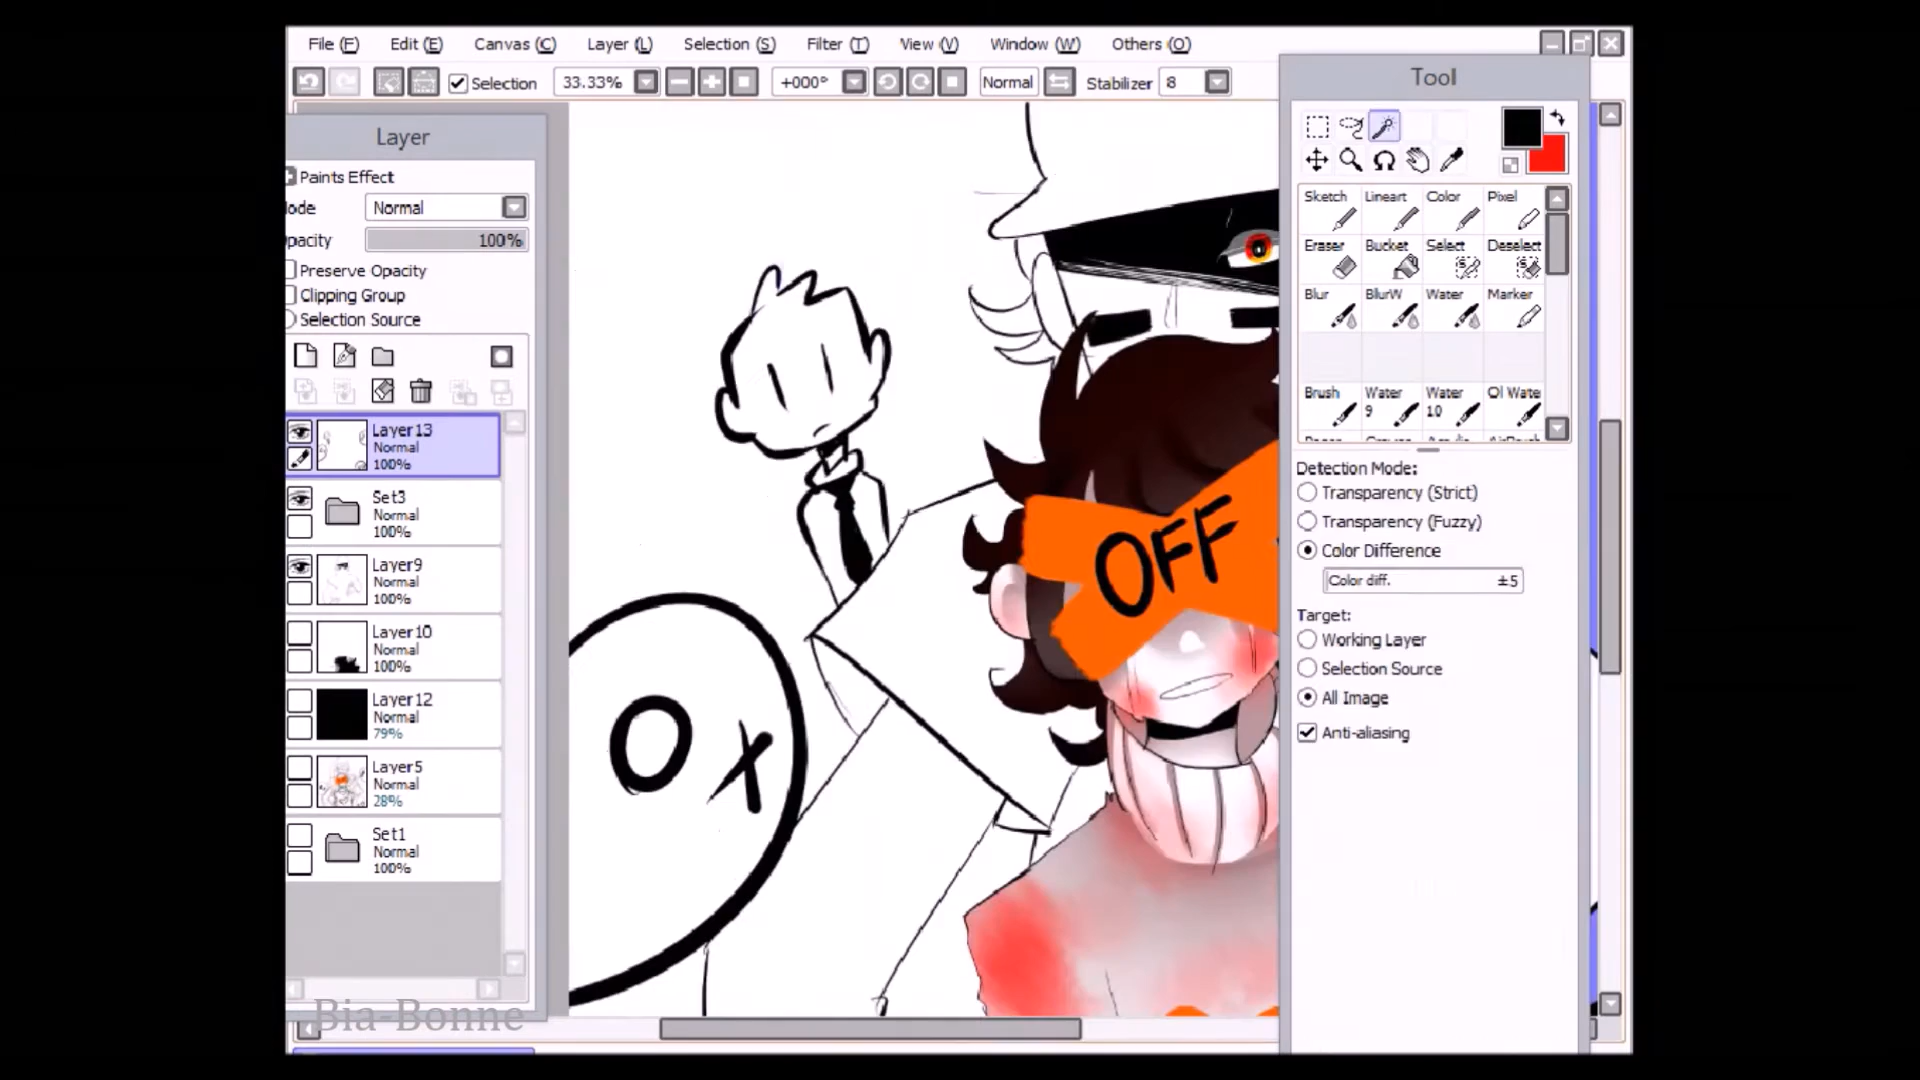 File (F) Edit (E) Canvas (C) Layer (L) Selection (S) Filter (T) View (V) Window (W) Others (O)
Selection 33.33% +000° Normal Stabilizer 8
Layer
Paints Effect
ode Normal
pacity 100%
Preserve Opacity
Clipping Group
Selection Source
Layer13
Normal
100%
Set3
Normal
100%
Layer9
Normal
100%
Layer10
Normal
100%
Layer12
Normal
79%
Layer5
Normal
28%
Set1
Normal
100%
Bia-Bonne
OFF
O X
Tool
Sketch Lineart Color Pixel
Eraser Bucket Select Deselect
Blur BlurW Water Marker
Brush Water 9 Water 10 Ol Wate
Detection Mode:
Transparency (Strict)
Transparency (Fuzzy)
Color Difference
Color diff. ±5
Target:
Working Layer
Selection Source
All Image
Anti-aliasing